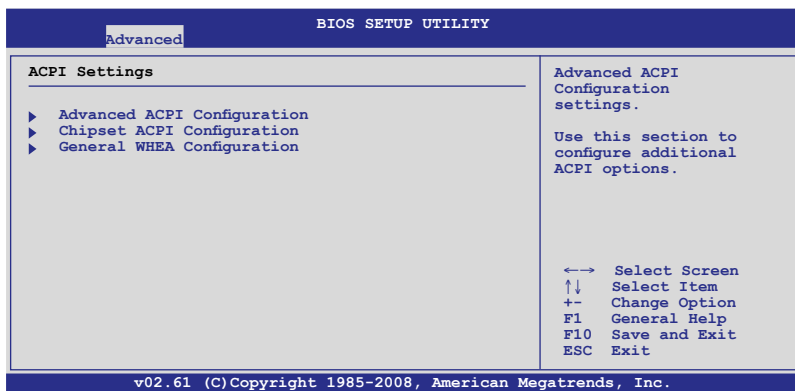 BIOS SETUP UTILITY
Advanced
ACPI Settings
Advanced ACPI Configuration
Chipset ACPI Configuration
General WHEA Configuration
Advanced ACPI
Configuration
settings.
Use this section to
configure additional
ACPI options.
←→ Select Screen
↑↓ Select Item
+- Change Option
F1 General Help
F10 Save and Exit
ESC Exit
v02.61 (C)Copyright 1985-2008, American Megatrends, Inc.